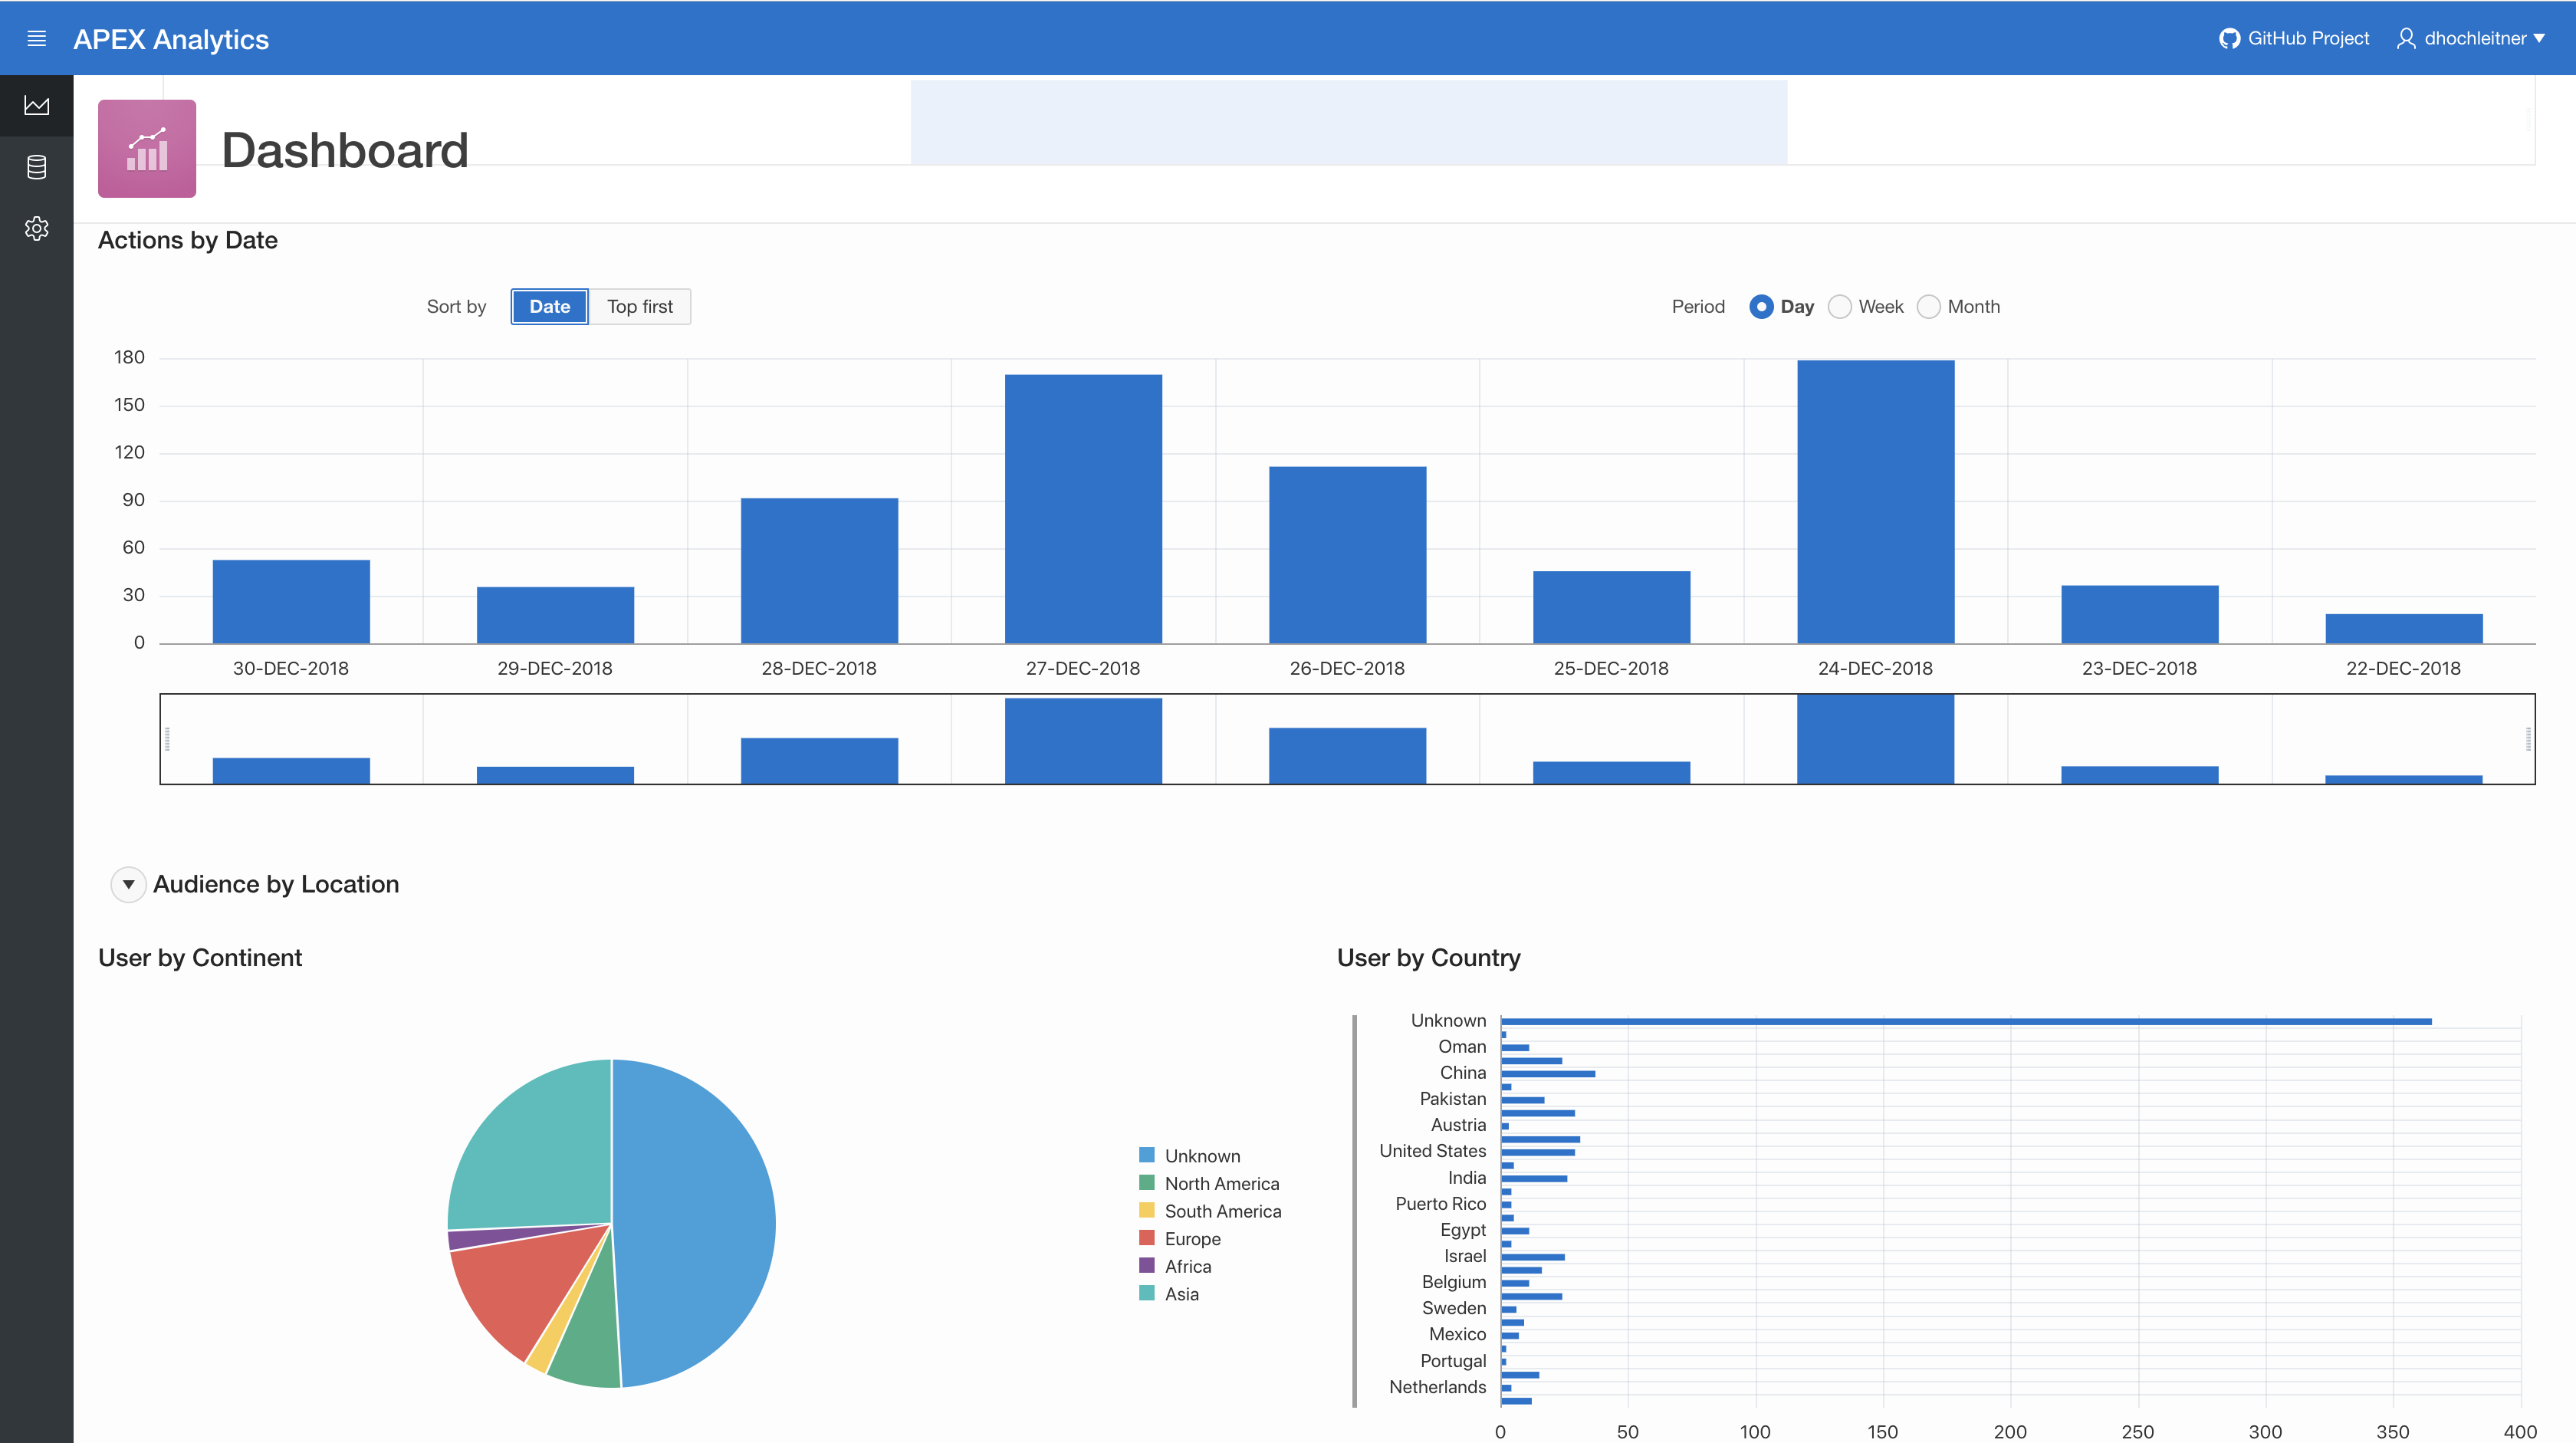 APEX Analytics
GitHub Project
dhochleitner
Dashboard
Actions by Date
Sort by Date Top first
Period Day Week Month
180
150
120
90
60
30
0
30-DEC-2018 29-DEC-2018 28-DEC-2018 27-DEC-2018 26-DEC-2018 25-DEC-2018 24-DEC-2018 23-DEC-2018 22-DEC-2018
Audience by Location
User by Continent
Unknown
North America
South America
Europe
Africa
Asia
User by Country
Unknown
Oman
China
Pakistan
Austria
United States
India
Puerto Rico
Egypt
Israel
Belgium
Sweden
Mexico
Portugal
Netherlands
0 50 100 150 200 250 300 350 400